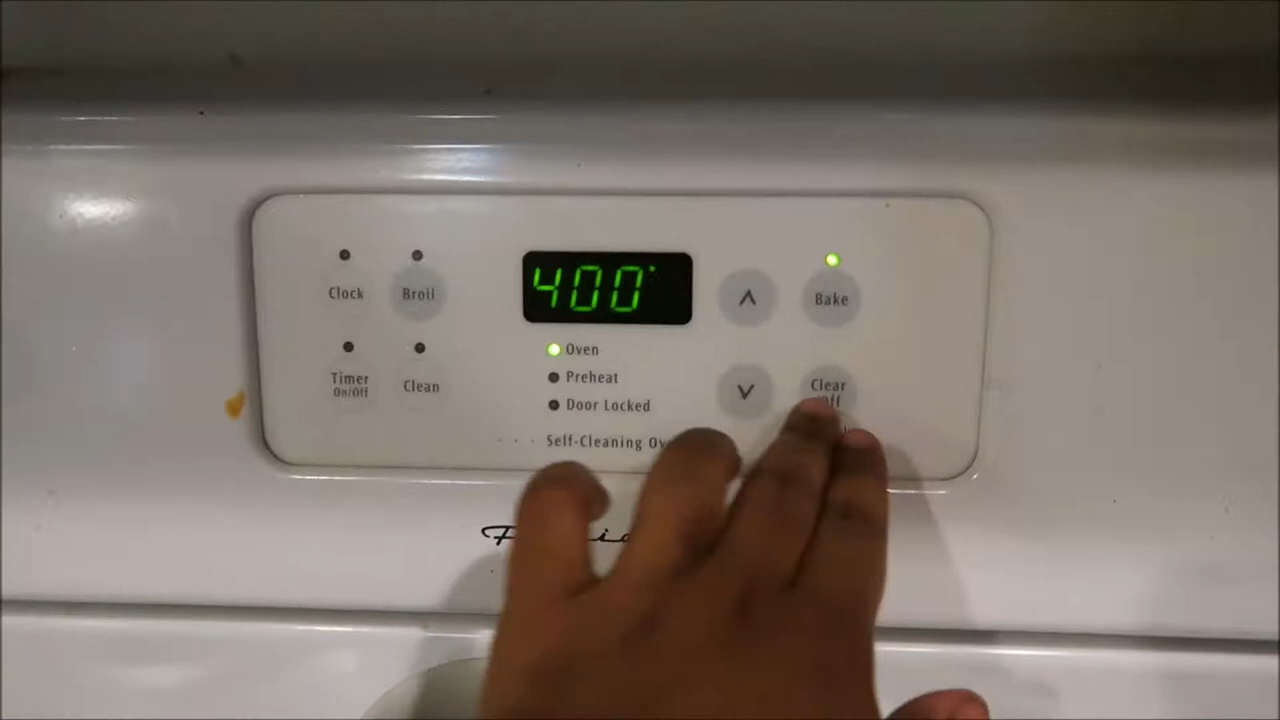 400°
Clock
Broil
Bake
Oven
Preheat
Door Locked
Timer
On/Off
Clean
Clear
Self-Cleaning